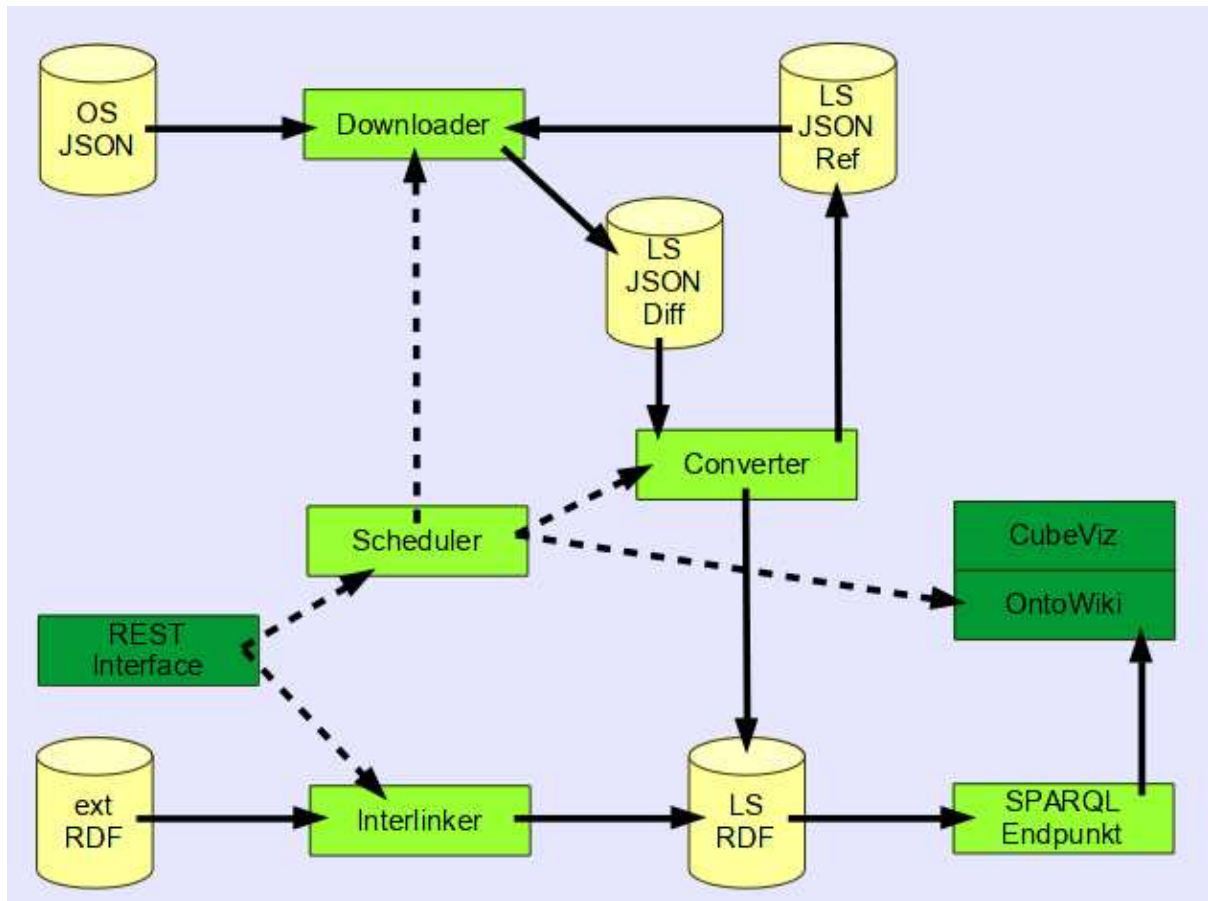 OS
JSON
Downloader
LS
JSON
Ref
LS
JSON
Diff
Converter
Scheduler
CubeViz
OntoWiki
REST
Interface
ext
RDF
Interlinker
LS
RDF
SPARQL
Endpunkt